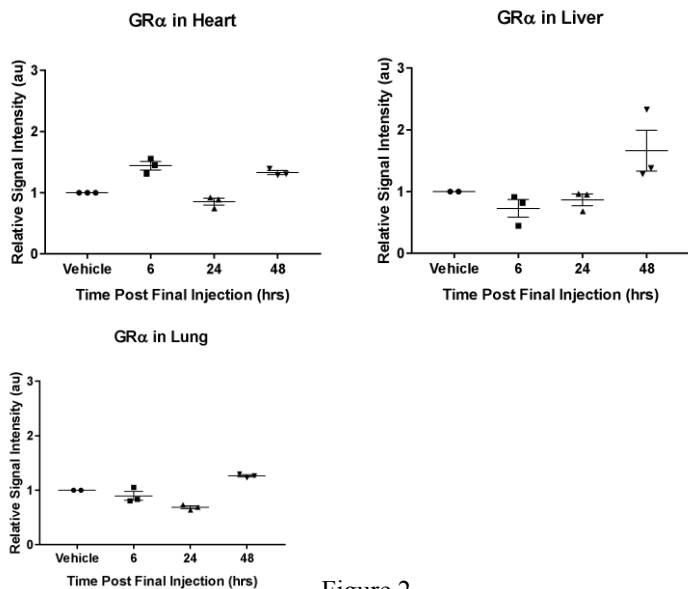 GRα in Heart
Relative Signal Intensity (au)
3
2
1
0
Vehicle 6 24 48
Time Post Final Injection (hrs)
GRα in Liver
Relative Signal Intensity (au)
3
2
1
0
Vehicle 6 24 48
Time Post Final Injection (hrs)
GRα in Lung
Relative Signal Intensity (au)
3
2
1
0
Vehicle 6 24 48
Time Post Final Injection (hrs)